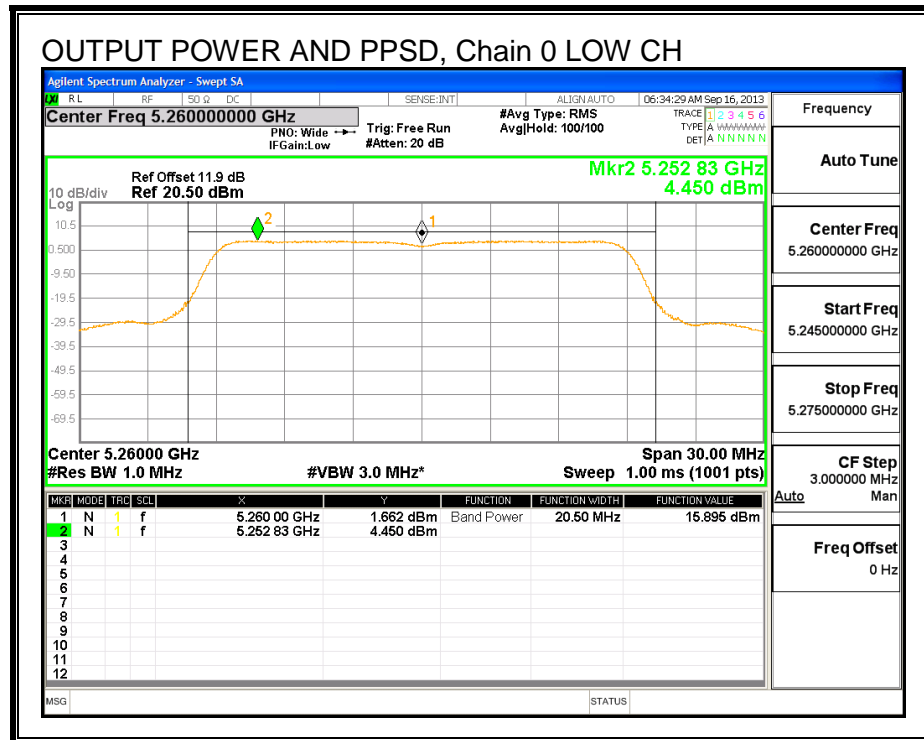 OUTPUT POWER AND PPSD, Chain 0 LOW CH
Agilent Spectrum Analyzer - Swept SA
LXI RL RF 50 Ω DC SENSE:INT ALIGN AUTO 06:34:29 AM Sep 16, 2013
Center Freq 5.260000000 GHz
PNO: Wide
IFGain:Low
Trig: Free Run
#Atten: 20 dB
#Avg Type: RMS
Avg|Hold: 100/100
TRACE 1 2 3 4 5 6
TYPE A WWWWW
DET A N N N N N
Mkr2 5.252 83 GHz
4.450 dBm
Ref Offset 11.9 dB
10 dB/div Ref 20.50 dBm
Log
2
1
10.5
0.500
-9.50
-19.5
-29.5
-39.5
-49.5
-59.5
-69.5
Center 5.26000 GHz Span 30.00 MHz
#Res BW 1.0 MHz #VBW 3.0 MHz* Sweep 1.00 ms (1001 pts)
MKR MODE TRC SCL X Y FUNCTION FUNCTION WIDTH FUNCTION VALUE
1 N 1 f 5.260 00 GHz 1.662 dBm Band Power 20.50 MHz 15.895 dBm
2 N 1 f 5.252 83 GHz 4.450 dBm
3
4
5
6
7
8
9
10
11
12
MSG STATUS
Frequency
Auto Tune
Center Freq
5.260000000 GHz
Start Freq
5.245000000 GHz
Stop Freq
5.275000000 GHz
CF Step
3.000000 MHz
Auto Man
Freq Offset
0 Hz